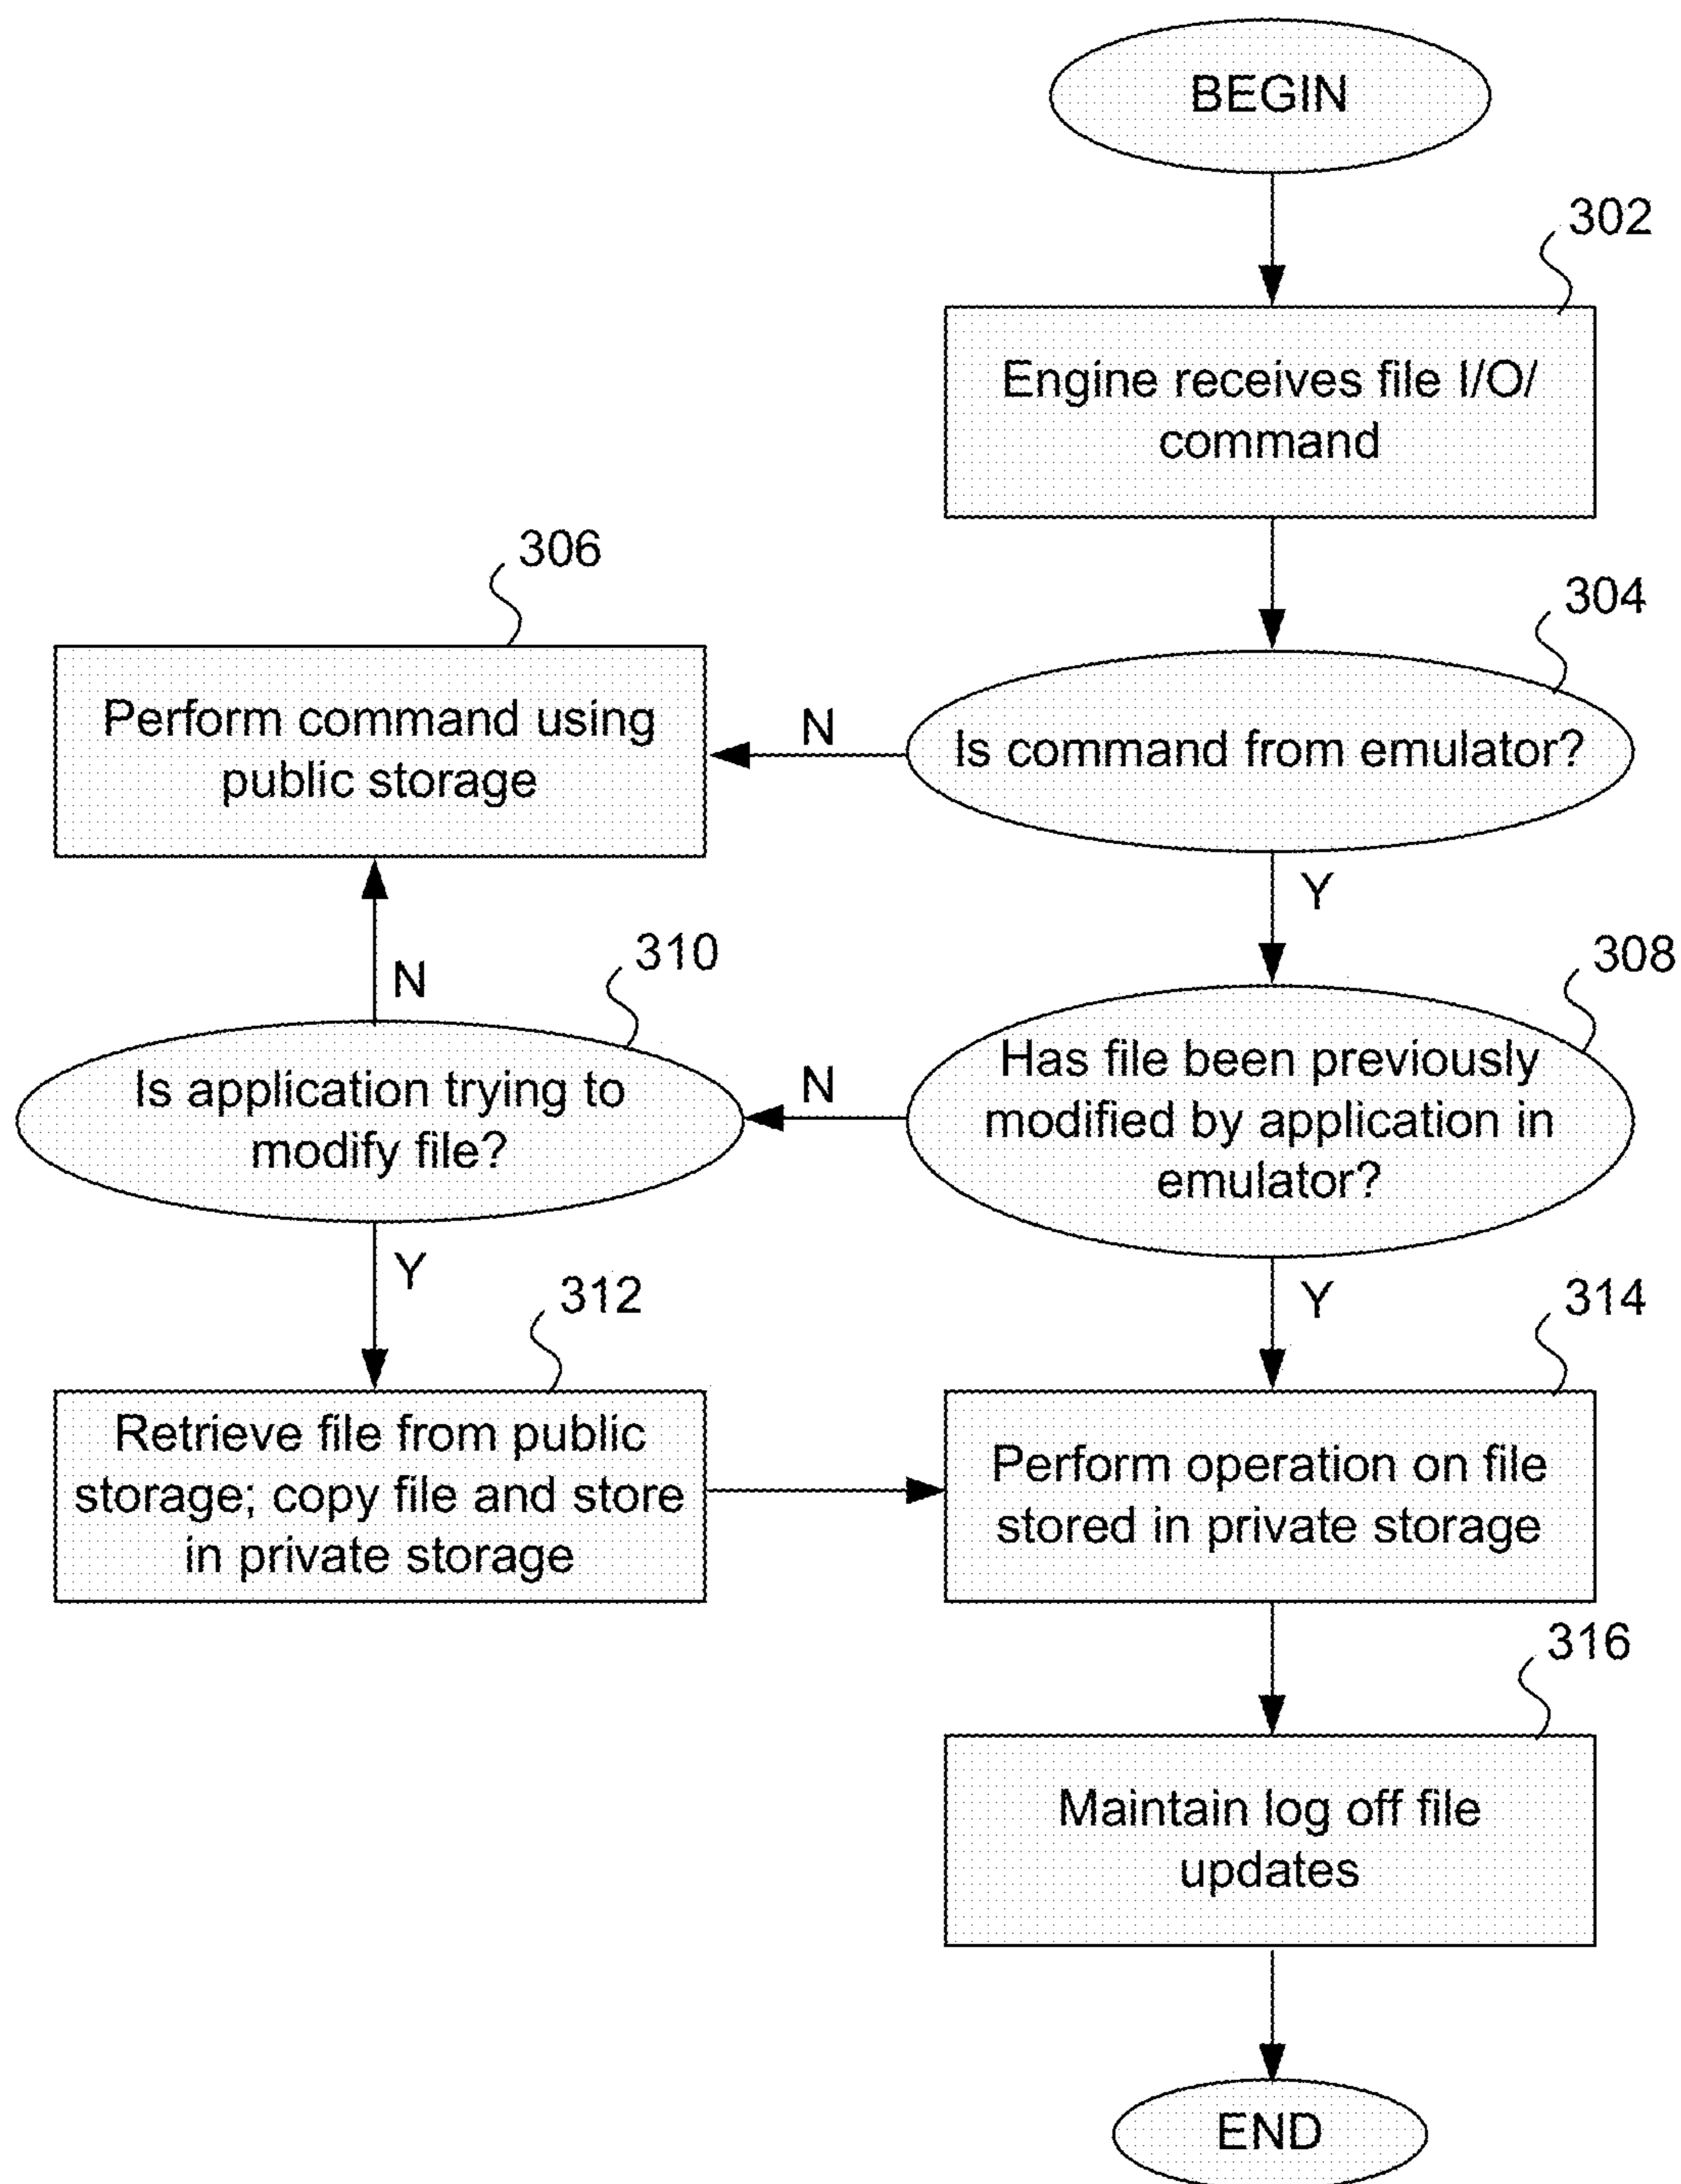 BEGIN
302
Engine receives file I/O/
command
306
304
Perform command using
public storage
N
Is command from emulator?
Y
310
308
N
Is application trying to
modify file?
N
Has file been previously
modified by application in
emulator?
Y
312
Y
314
Retrieve file from public
storage; copy file and store
in private storage
Perform operation on file
stored in private storage
316
Maintain log off file
updates
END